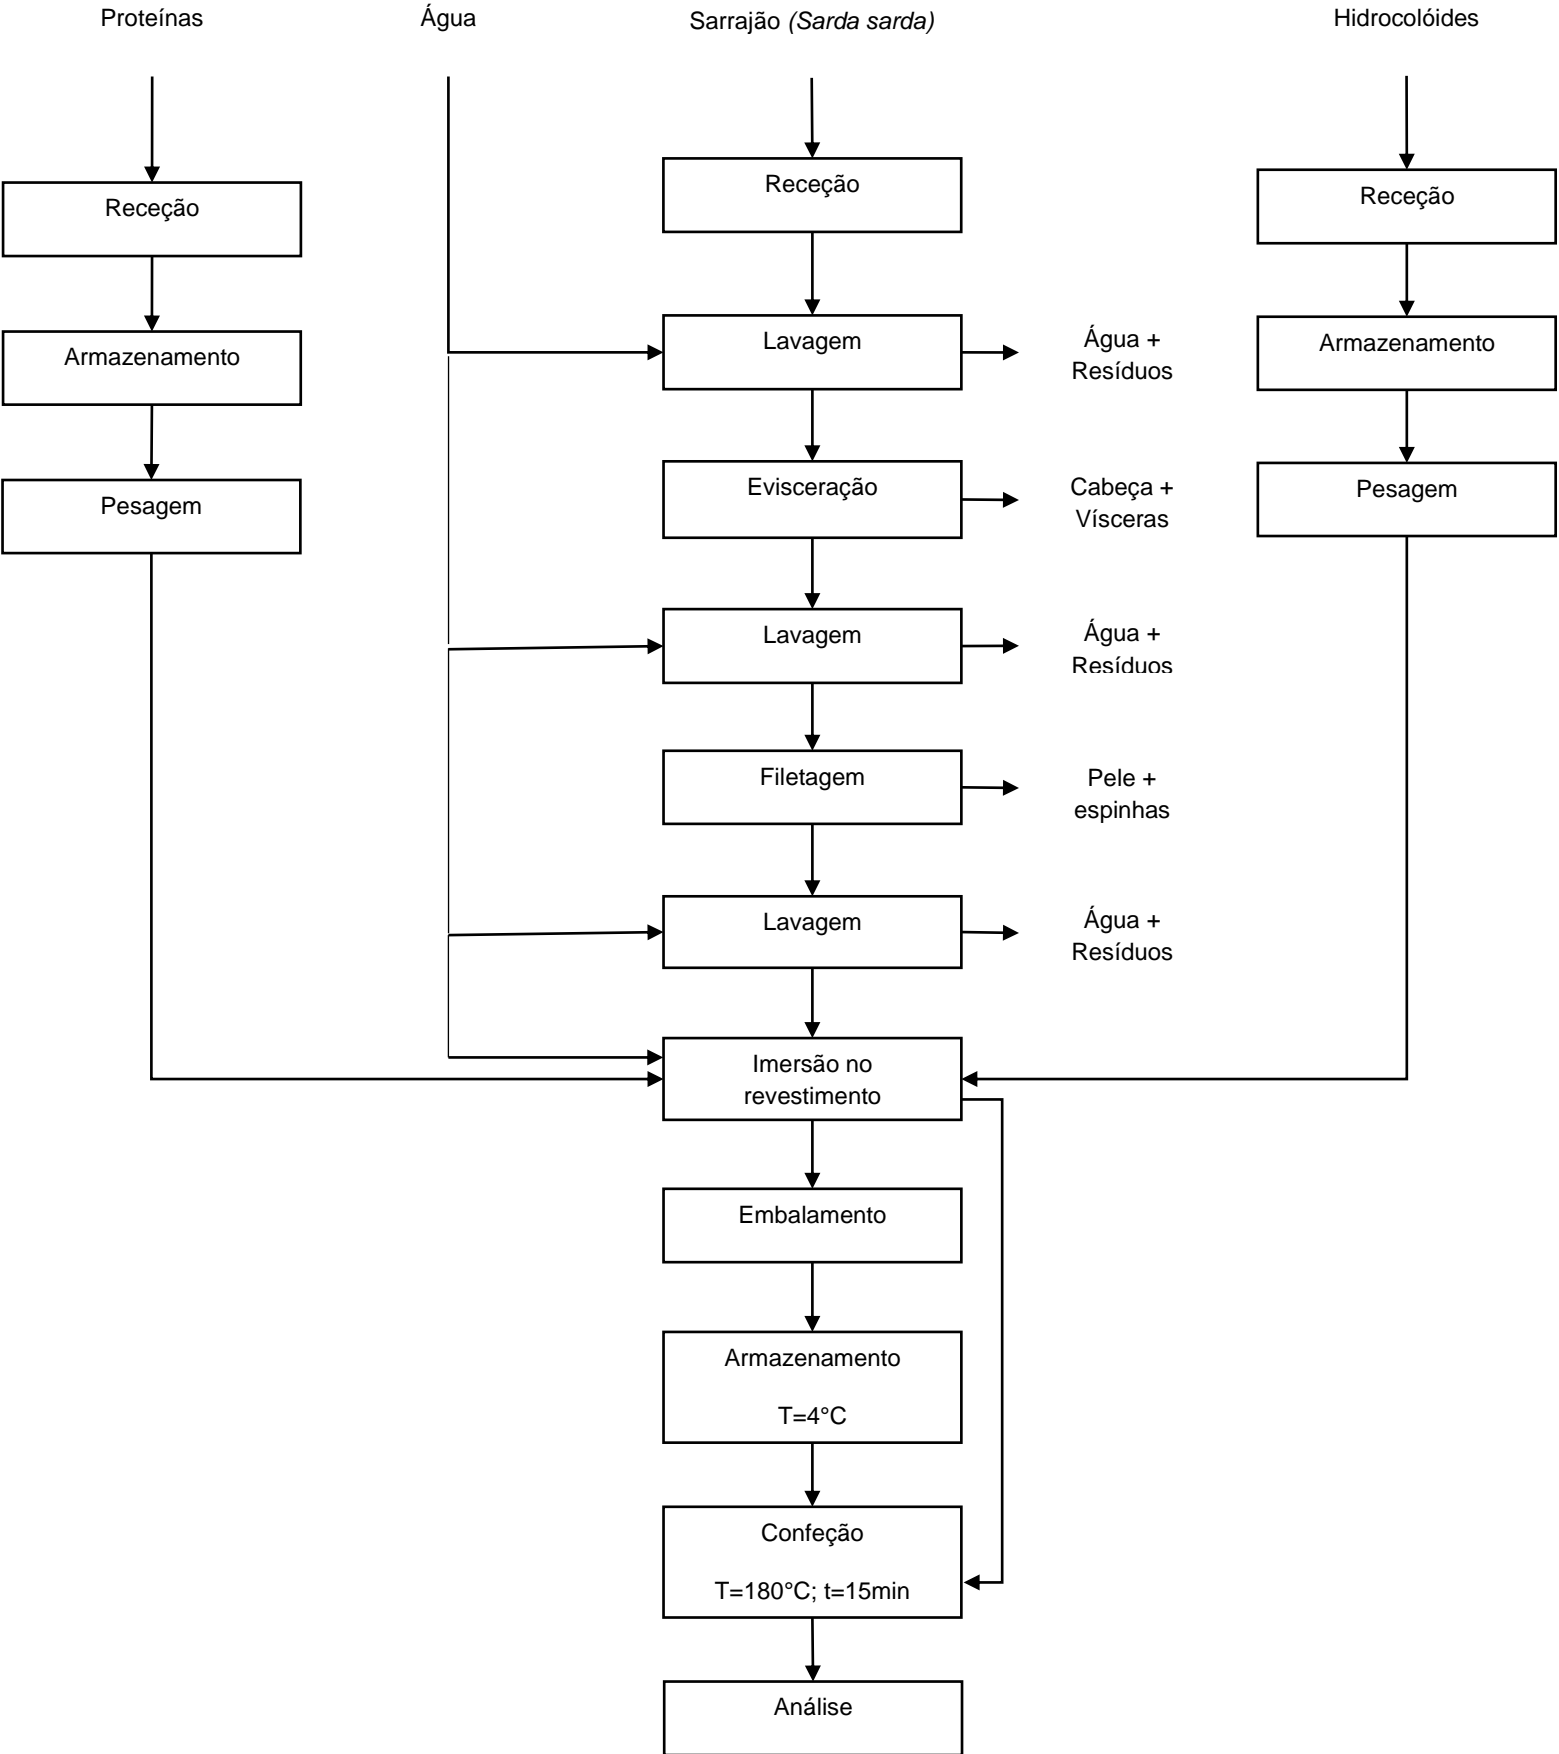 Proteínas
Água
Sarrajão (Sarda sarda)
Hidrocolóides
Receção
Receção
Receção
Lavagem
Água +
Resíduos
Armazenamento
Armazenamento
Evisceração
Cabeça +
Vísceras
Pesagem
Pesagem
Lavagem
Água +
Resíduos
Filetagem
Pele +
espinhas
Lavagem
Água +
Resíduos
Imersão no
revestimento
Embalamento
Armazenamento
T=4°C
Confeção
T=180°C; t=15min
Análise